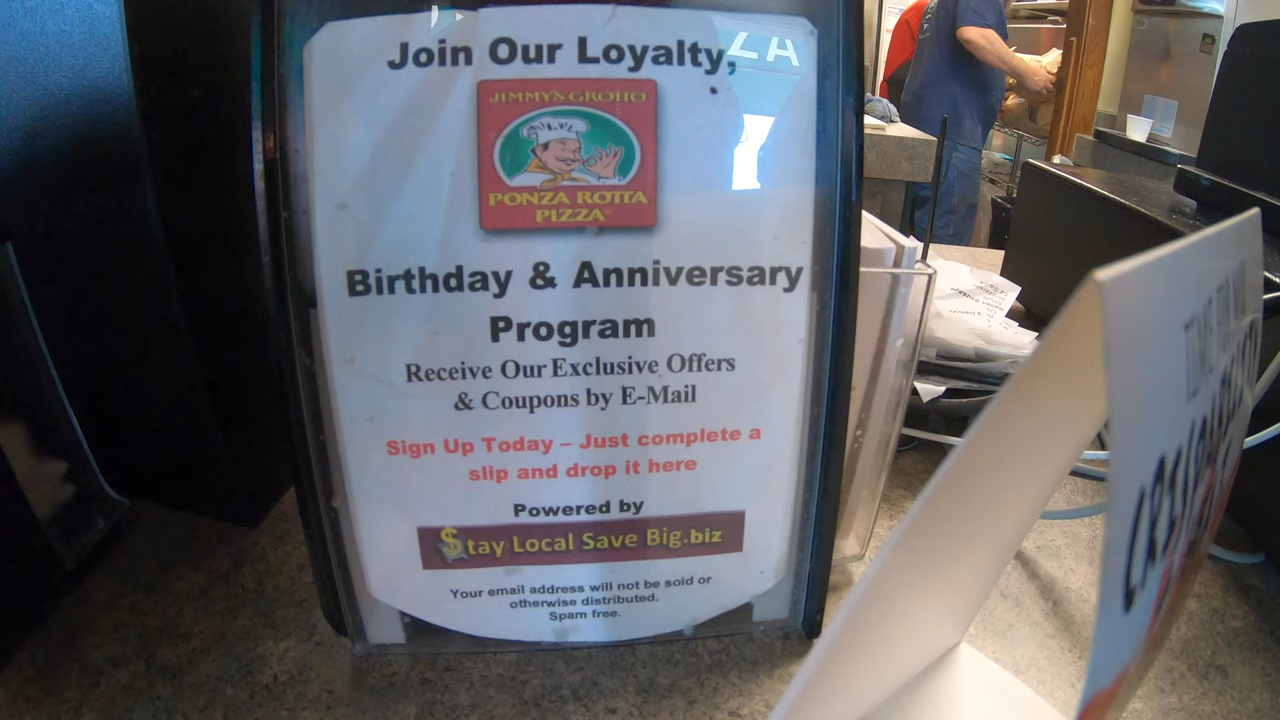 Join Our Loyalty,
JIMMY'S GROTTO
PONZA ROTTA
PIZZA
Birthday & Anniversary
Program
Receive Our Exclusive Offers
& Coupons by E-Mail
Sign Up Today – Just complete a
slip and drop it here
Powered by
$tay Local Save Big.biz
Your email address will not be sold or
otherwise distributed.
Spam free.